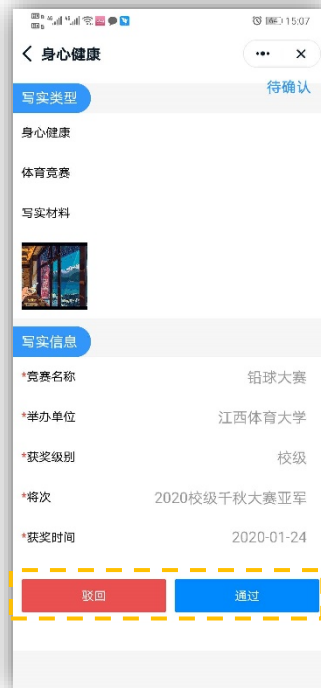 15:07
身心健康
写实类型
待确认
身心健康
体育竞赛
写实材料
写实信息
*竞赛名称 铅球大赛
*举办单位 江西体育大学
*获奖级别 校级
*将次 2020校级千秋大赛亚军
*获奖时间 2020-01-24
驳回 通过